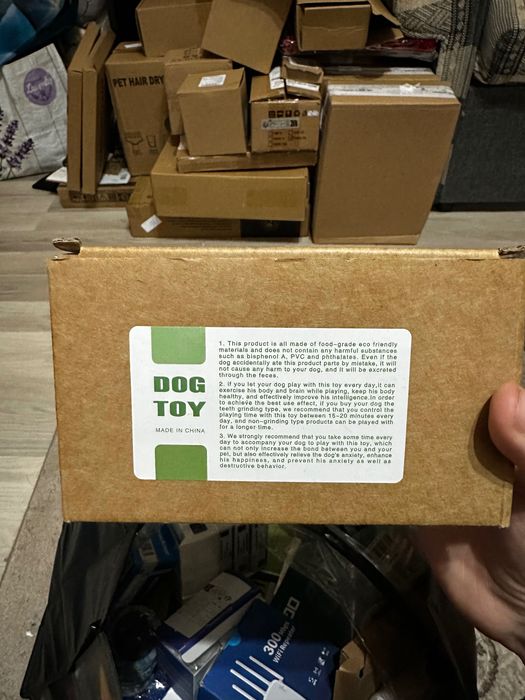 PET HAIR DRY
DOG
TOY
MADE IN CHINA
1. This product is all made of food-grade eco friendly
materials and does not contain any harmful substances
such as bisphenol A, PVC and phthalates. Even if the
dog accidentally ate this product parts by mistake, it will
not cause any harm to your dog, and it will be excreted
through the feces.
2. If you let your dog play with this toy every day,it can
exercise his body and brain while playing, keep his body
healthy, and effectively improve his intelligence.In order
to achieve the best use effect, if you buy your dog the
teeth grinding type, we recommend that you control the
playing time with this toy between 15-20 minutes every
day, and non-grinding type products can be played with
for a longer time.
3. We strongly recommend that you take some time every
day to accompany your dog to play with this toy, which
can not only increase the bond between you and your
pet, but also effectively relieve the dog's anxiety, enhance
his happiness, and prevent his anxiety as well as
destructive behavior.
300Mbps
WiFi Repeater